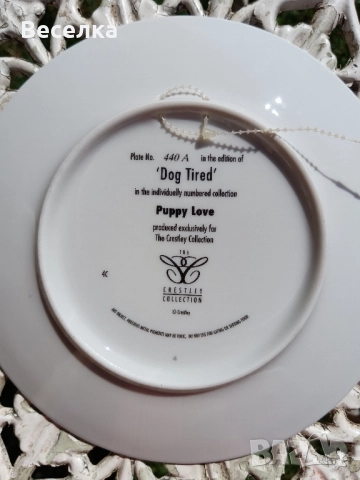 Веселка
Plate No. 440 A in the edition of
'Dog Tired'
in the individually numbered collection
Puppy Love
produced exclusively for
The Crestley Collection
THE
CRESTLEY
COLLECTION
© Crestley
4